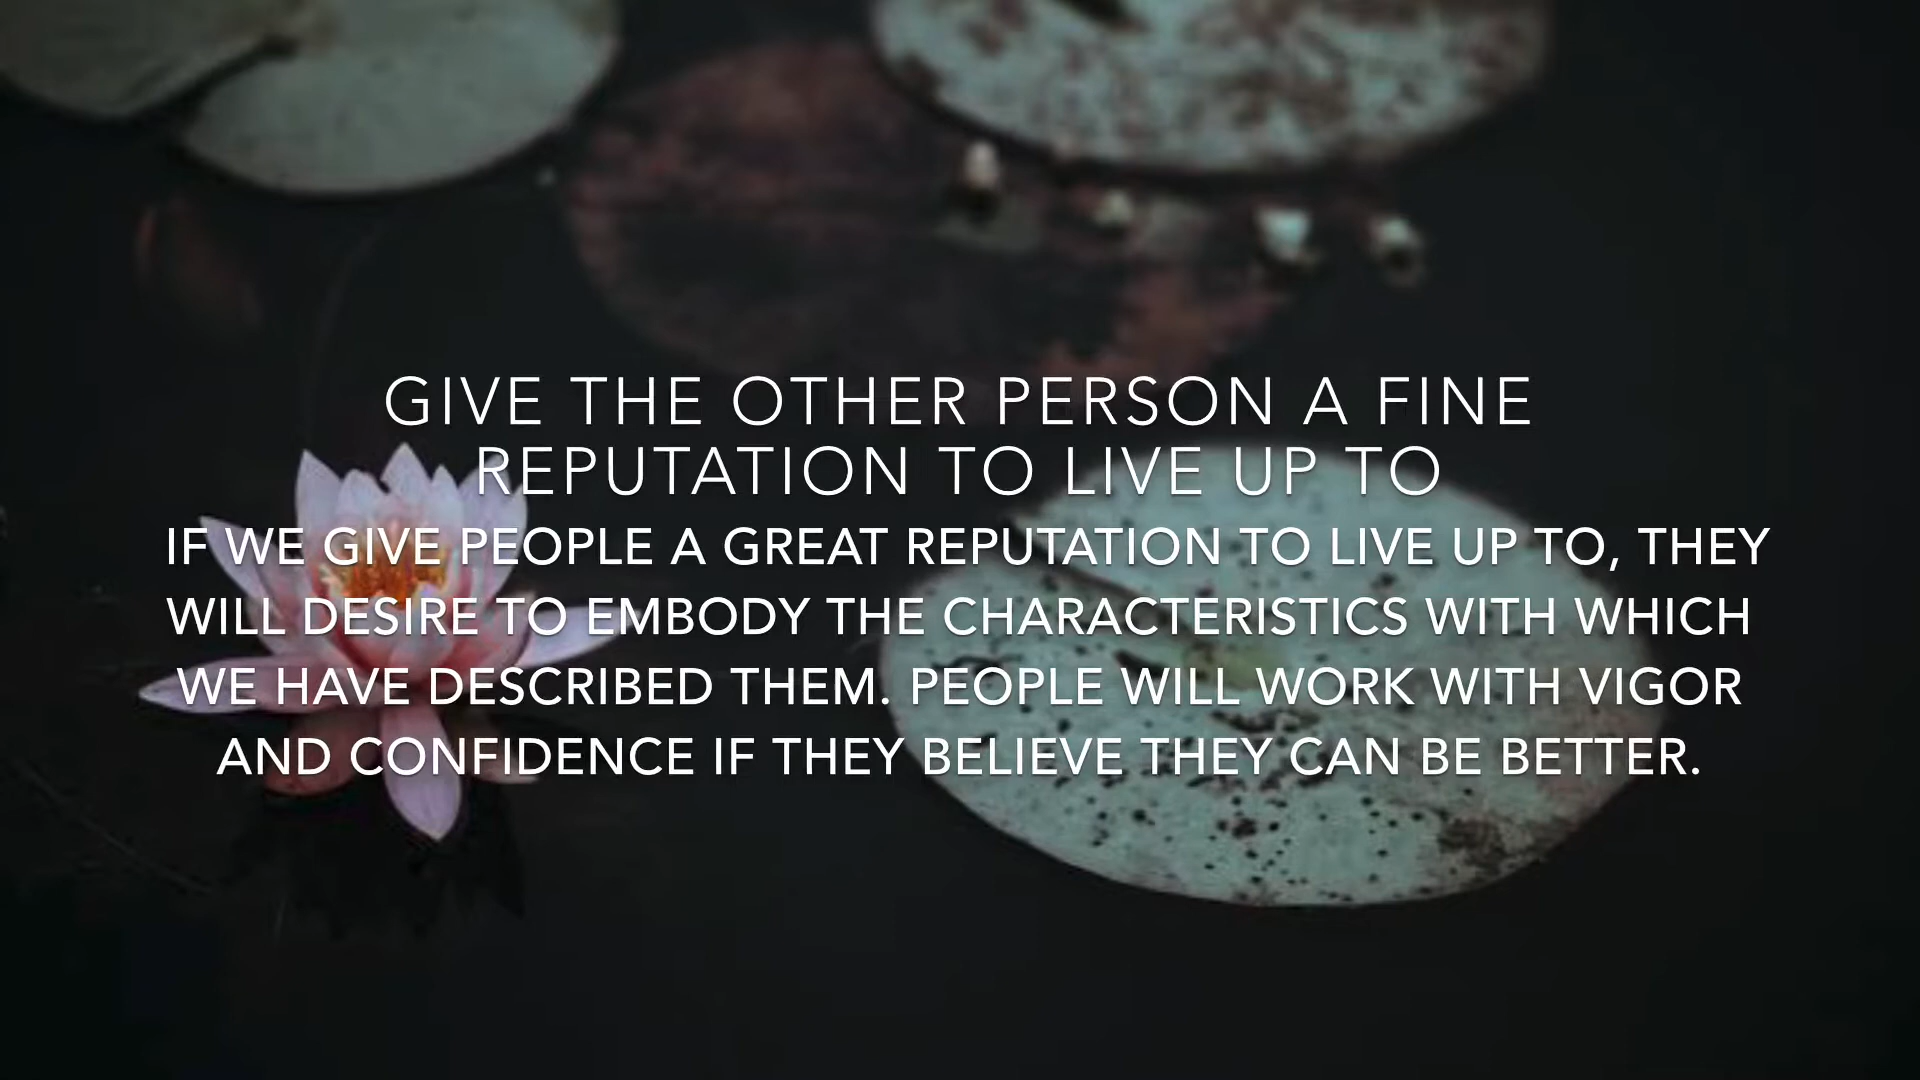 GIVE THE OTHER PERSON A FINE
REPUTATION TO LIVE UP TO
IF WE GIVE PEOPLE A GREAT REPUTATION TO LIVE UP TO, THEY
WILL DESIRE TO EMBODY THE CHARACTERISTICS WITH WHICH
WE HAVE DESCRIBED THEM. PEOPLE WILL WORK WITH VIGOR
AND CONFIDENCE IF THEY BELIEVE THEY CAN BE BETTER.